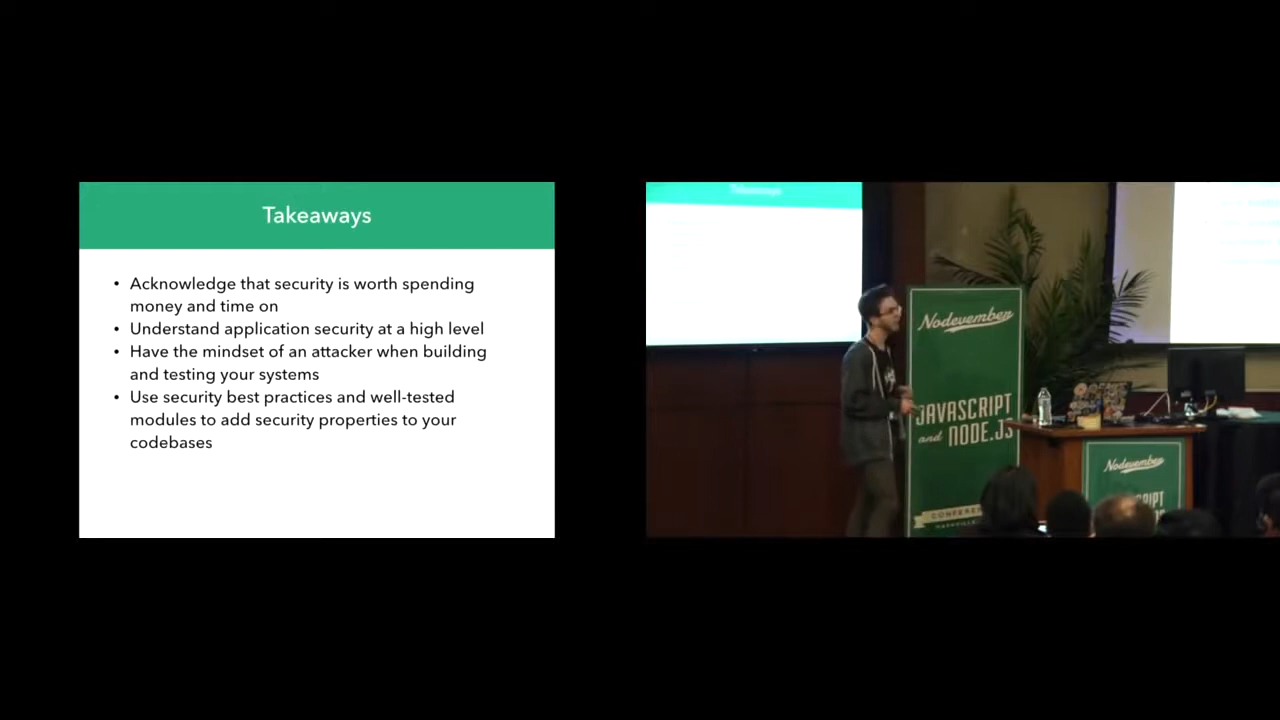 Takeaways
• Acknowledge that security is worth spending
money and time on
• Understand application security at a high level
• Have the mindset of an attacker when building
and testing your systems
• Use security best practices and well-tested
modules to add security properties to your
codebases
Takeaways
Nodevember
JAVASCRIPT
and NODE.JS
Nodevember